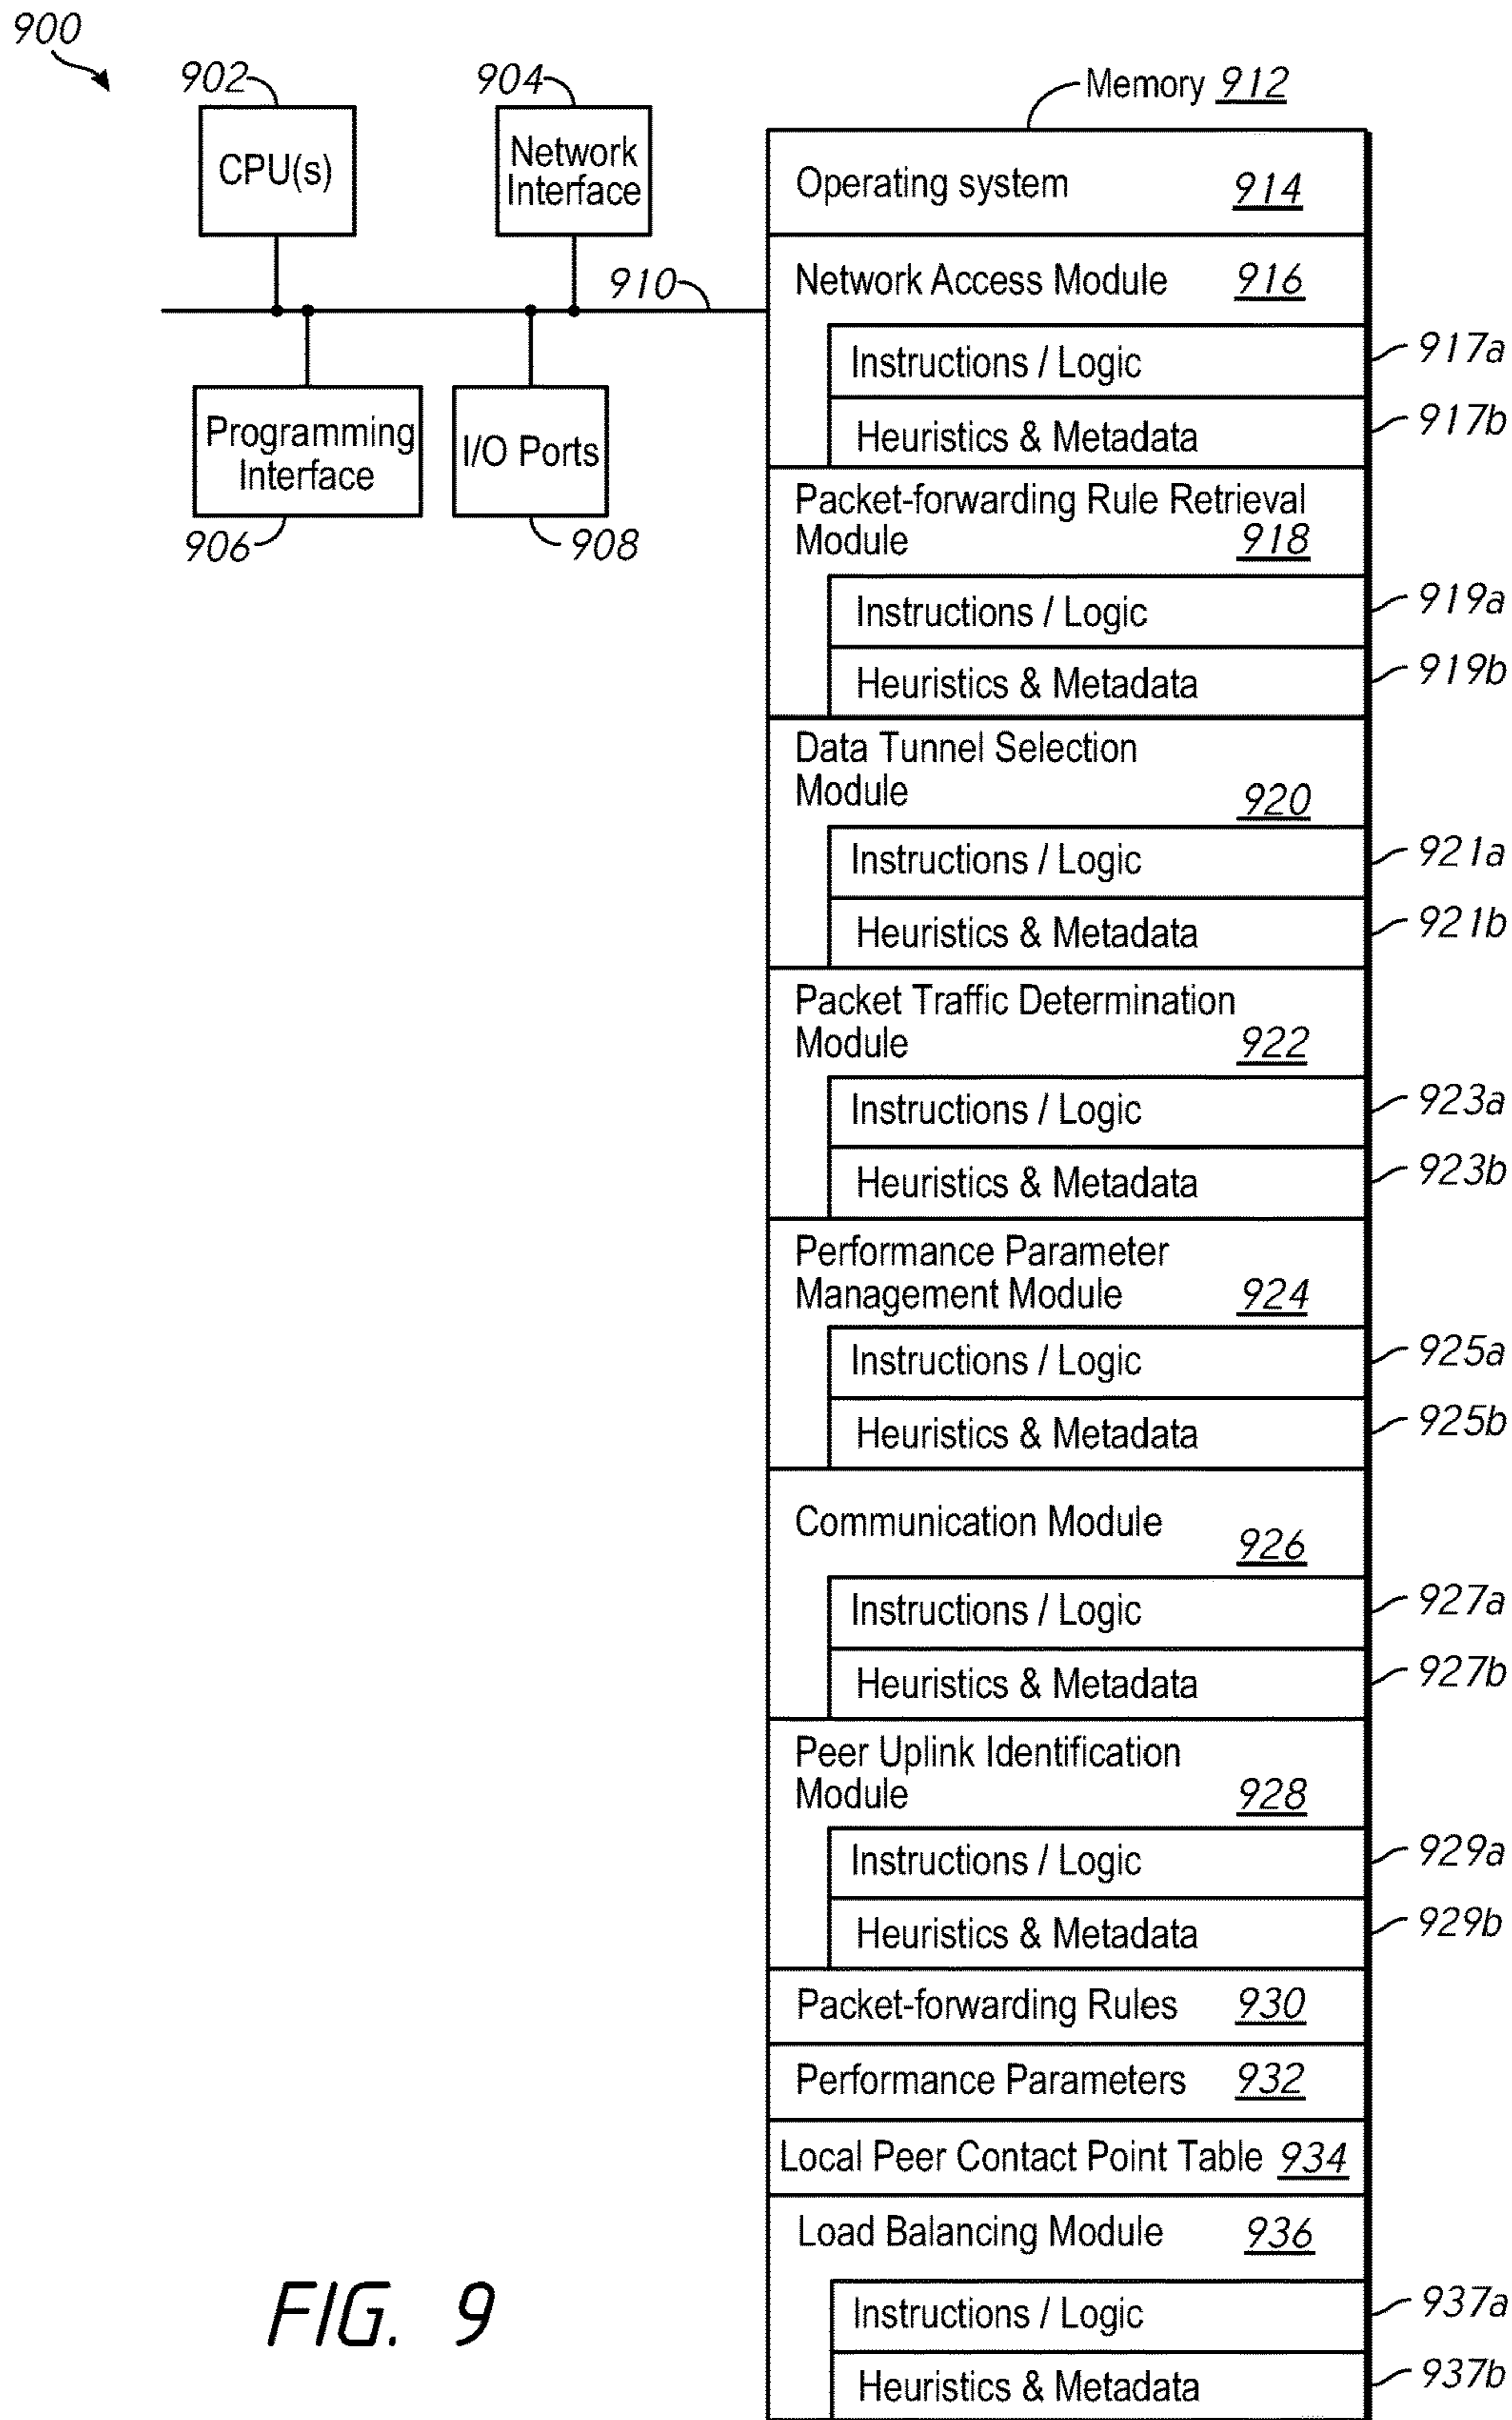 900
902
904
CPU(s)
Network
Interface
910
Programming
Interface
I/O Ports
906
908
Memory 912
Operating system 914
Network Access Module 916
Instructions / Logic 917a
Heuristics & Metadata 917b
Packet-forwarding Rule Retrieval
Module 918
Instructions / Logic 919a
Heuristics & Metadata 919b
Data Tunnel Selection
Module 920
Instructions / Logic 921a
Heuristics & Metadata 921b
Packet Traffic Determination
Module 922
Instructions / Logic 923a
Heuristics & Metadata 923b
Performance Parameter
Management Module 924
Instructions / Logic 925a
Heuristics & Metadata 925b
Communication Module 926
Instructions / Logic 927a
Heuristics & Metadata 927b
Peer Uplink Identification
Module 928
Instructions / Logic 929a
Heuristics & Metadata 929b
Packet-forwarding Rules 930
Performance Parameters 932
Local Peer Contact Point Table 934
Load Balancing Module 936
Instructions / Logic 937a
Heuristics & Metadata 937b
FIG. 9